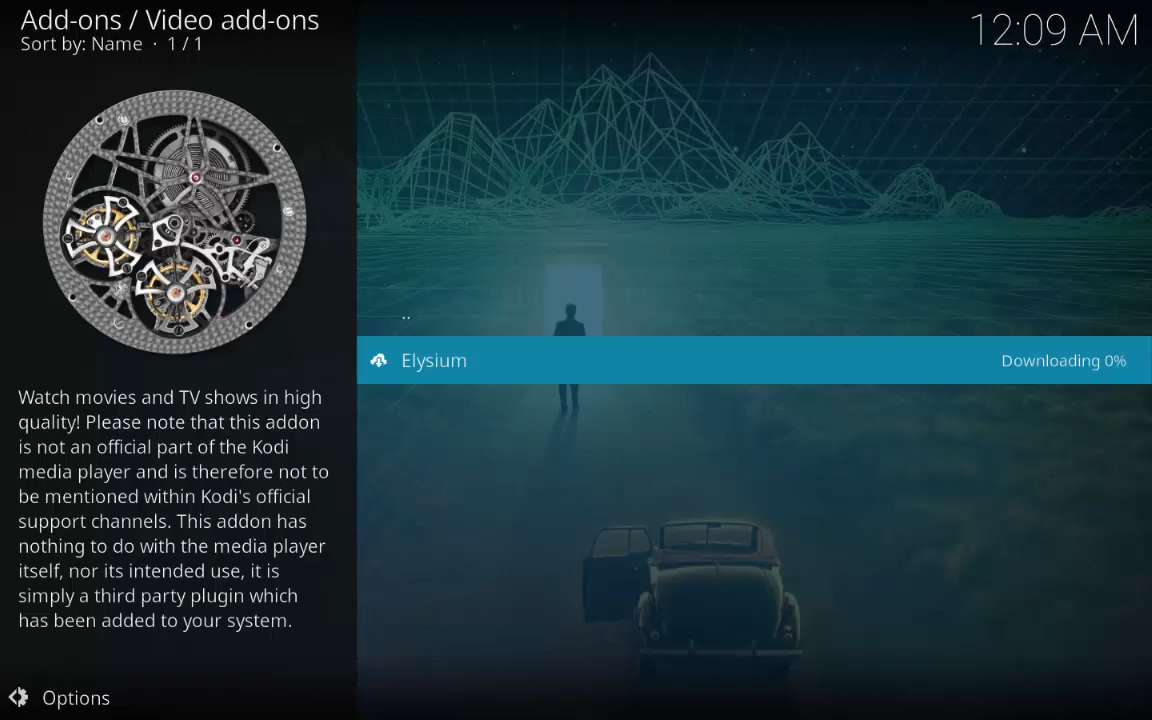 Add-ons / Video add-ons
Sort by: Name · 1 / 1
12:09 AM
..
Elysium
Downloading 0%
Watch movies and TV shows in high
quality! Please note that this addon
is not an official part of the Kodi
media player and is therefore not to
be mentioned within Kodi's official
support channels. This addon has
nothing to do with the media player
itself, nor its intended use, it is
simply a third party plugin which
has been added to your system.
Options